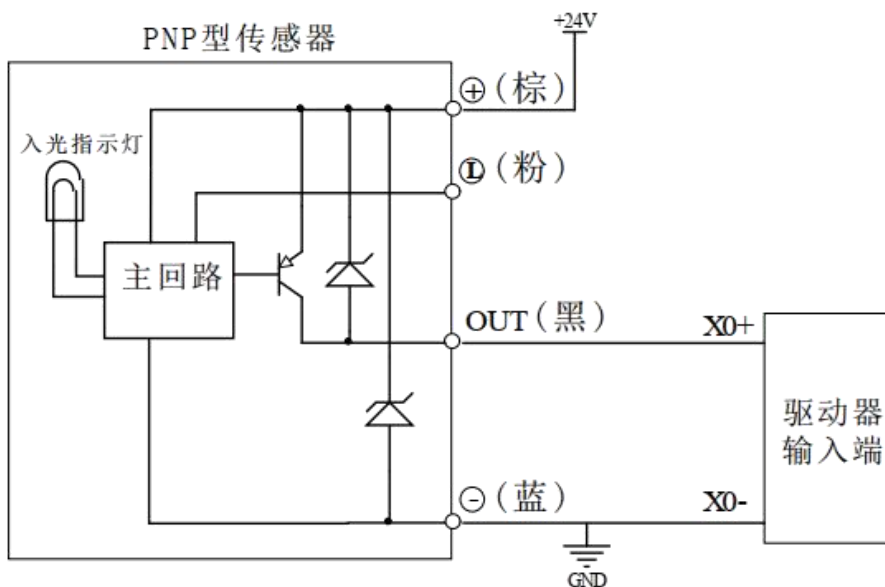 PNP型传感器
+24V
⊕(棕)
入光指示灯
Ⓛ(粉)
主回路
OUT(黑)
X0+
驱动器
输入端
⊖(蓝)
X0-
GND